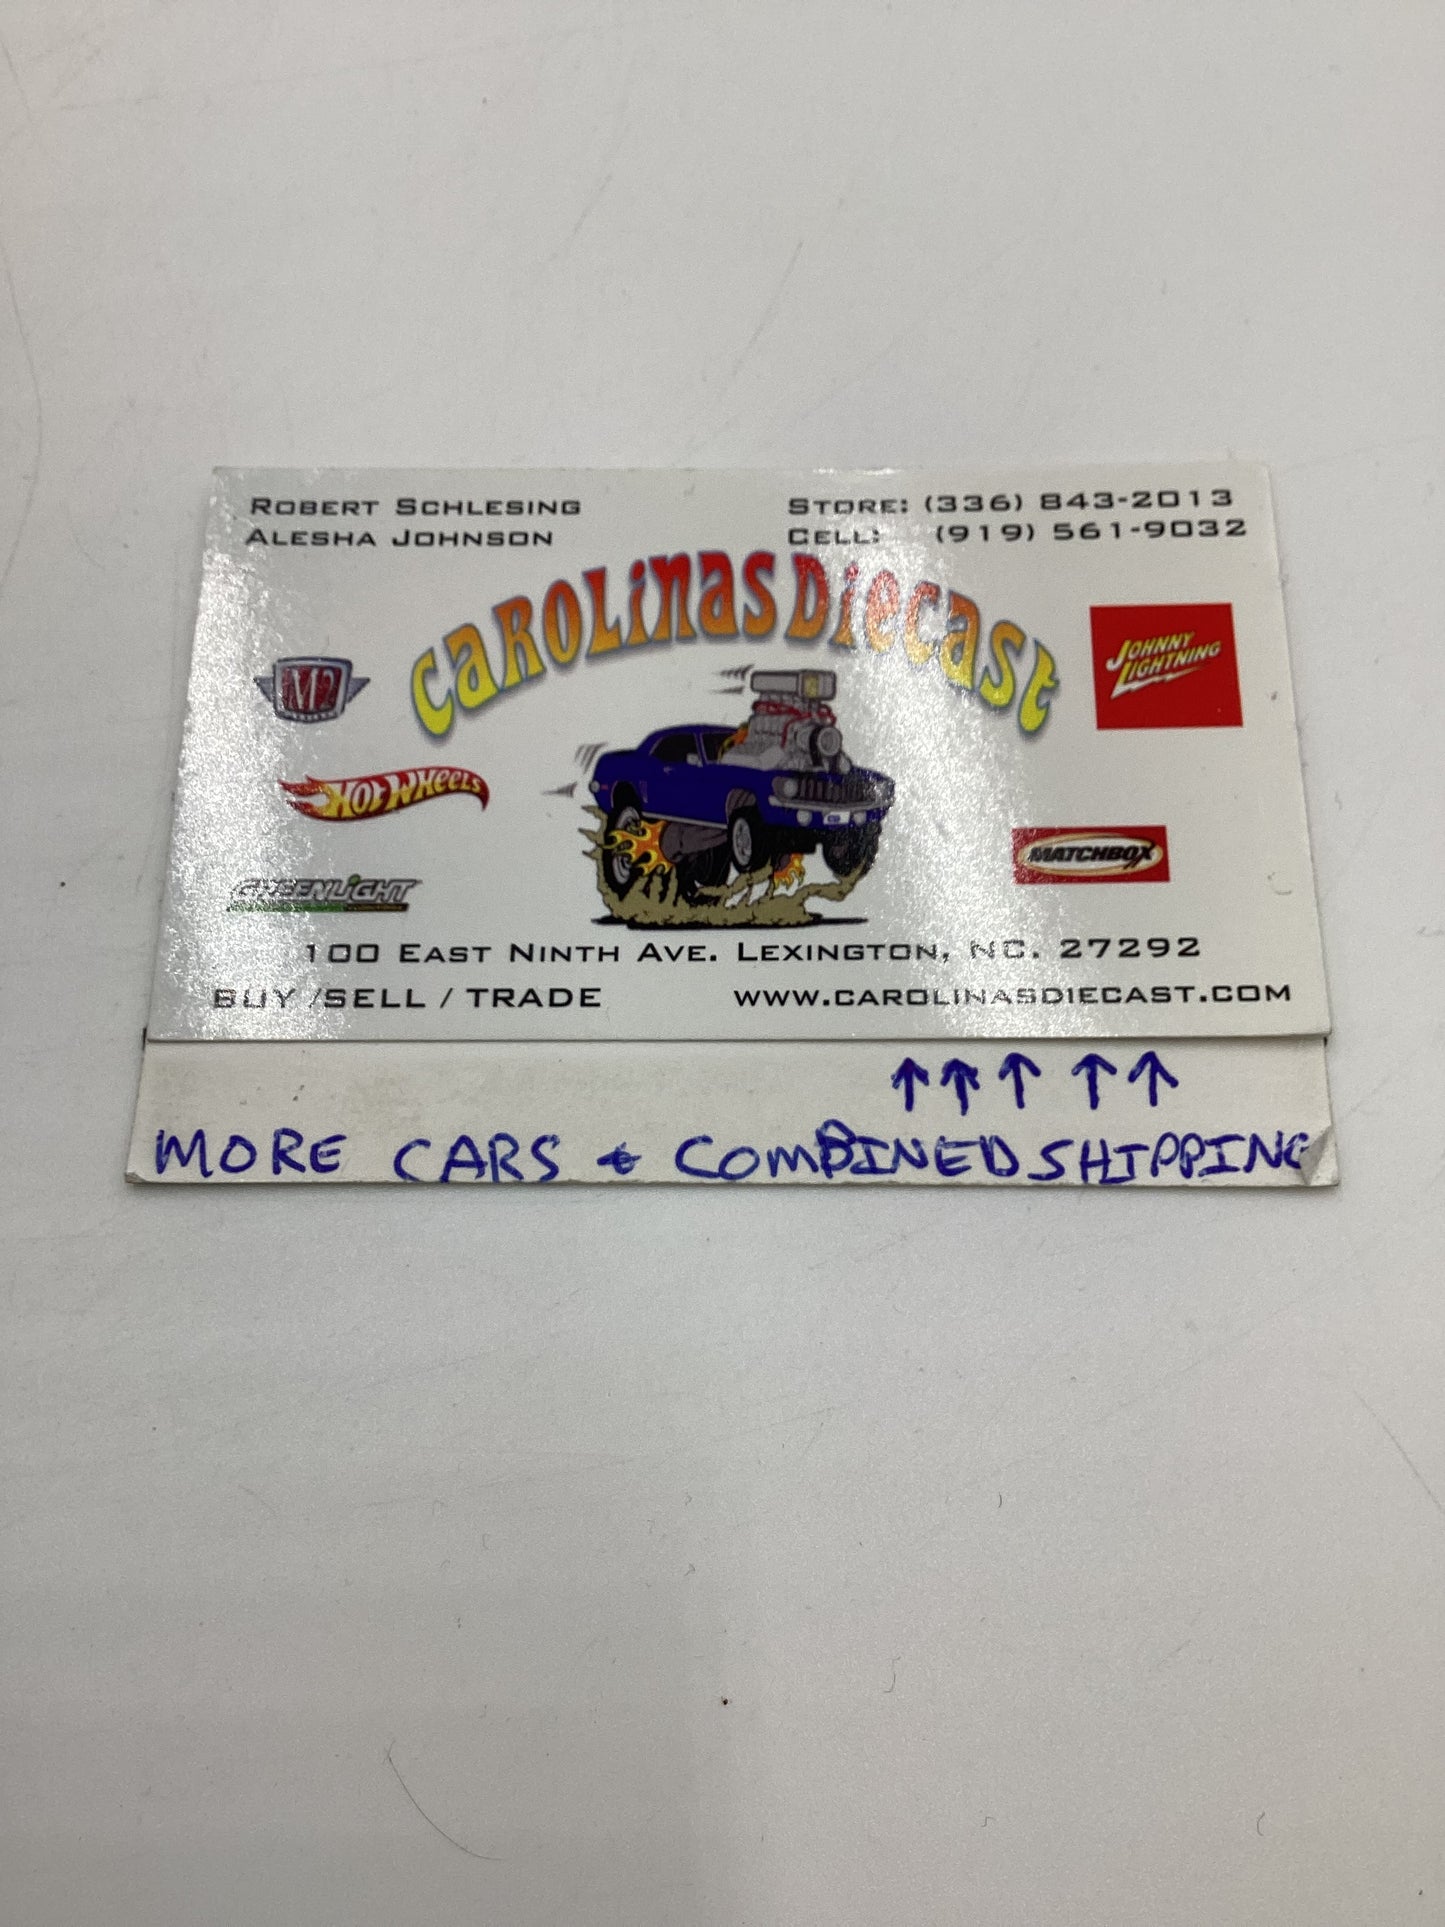 ROBERT SCHLESING
ALESHA JOHNSON
STORE: (336) 843-2013
CELL: (919) 561-9032
CAROLINAS DIECAST
M2
JOHNNY
LIGHTNING
HOT WHEELS
MATCHBOX
GREENLIGHT
100 EAST NINTH AVE. LEXINGTON, NC. 27292
BUY /SELL / TRADE
WWW.CAROLINASDIECAST.COM
↑↑↑↑↑
MORE CARS & COMBINED SHIPPING